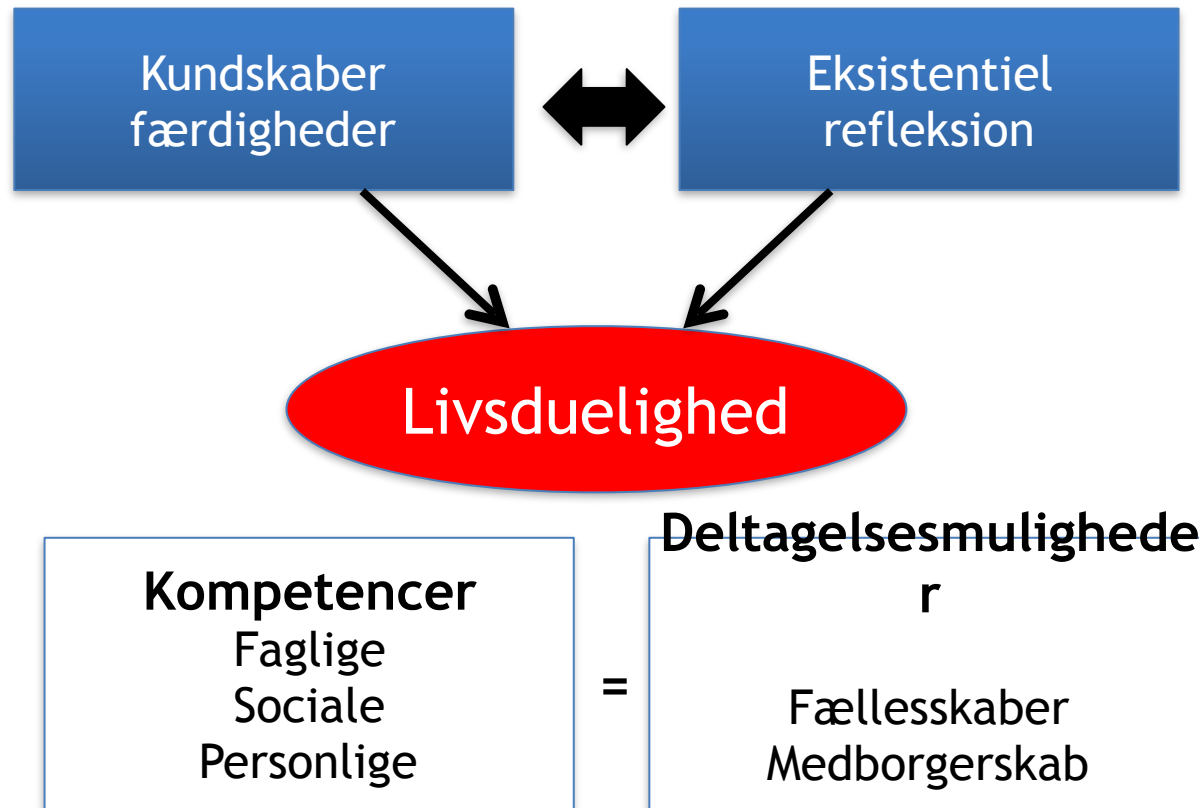 Kundskaber
færdigheder
Eksistentiel
refleksion
Livsduelighed
Kompetencer
Faglige
Sociale
Personlige
=
Deltagelsesmulighede
r
Fællesskaber
Medborgerskab